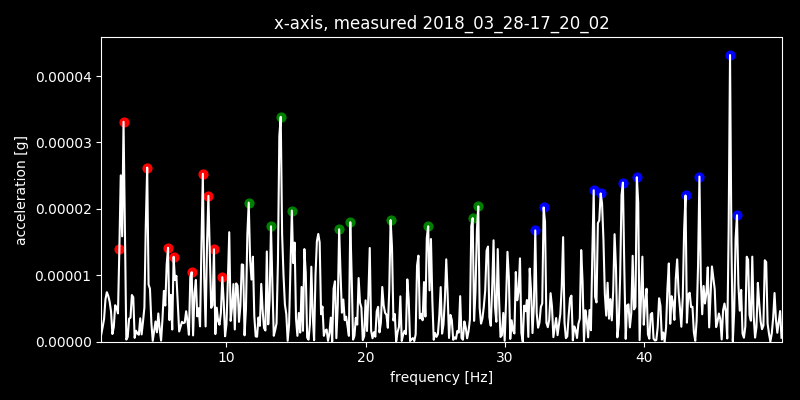 x-axis, measured 2018_03_28-17_20_02
acceleration [g]
0.00004
0.00003
0.00002
0.00001
0.00000
10 20 30 40
frequency [Hz]